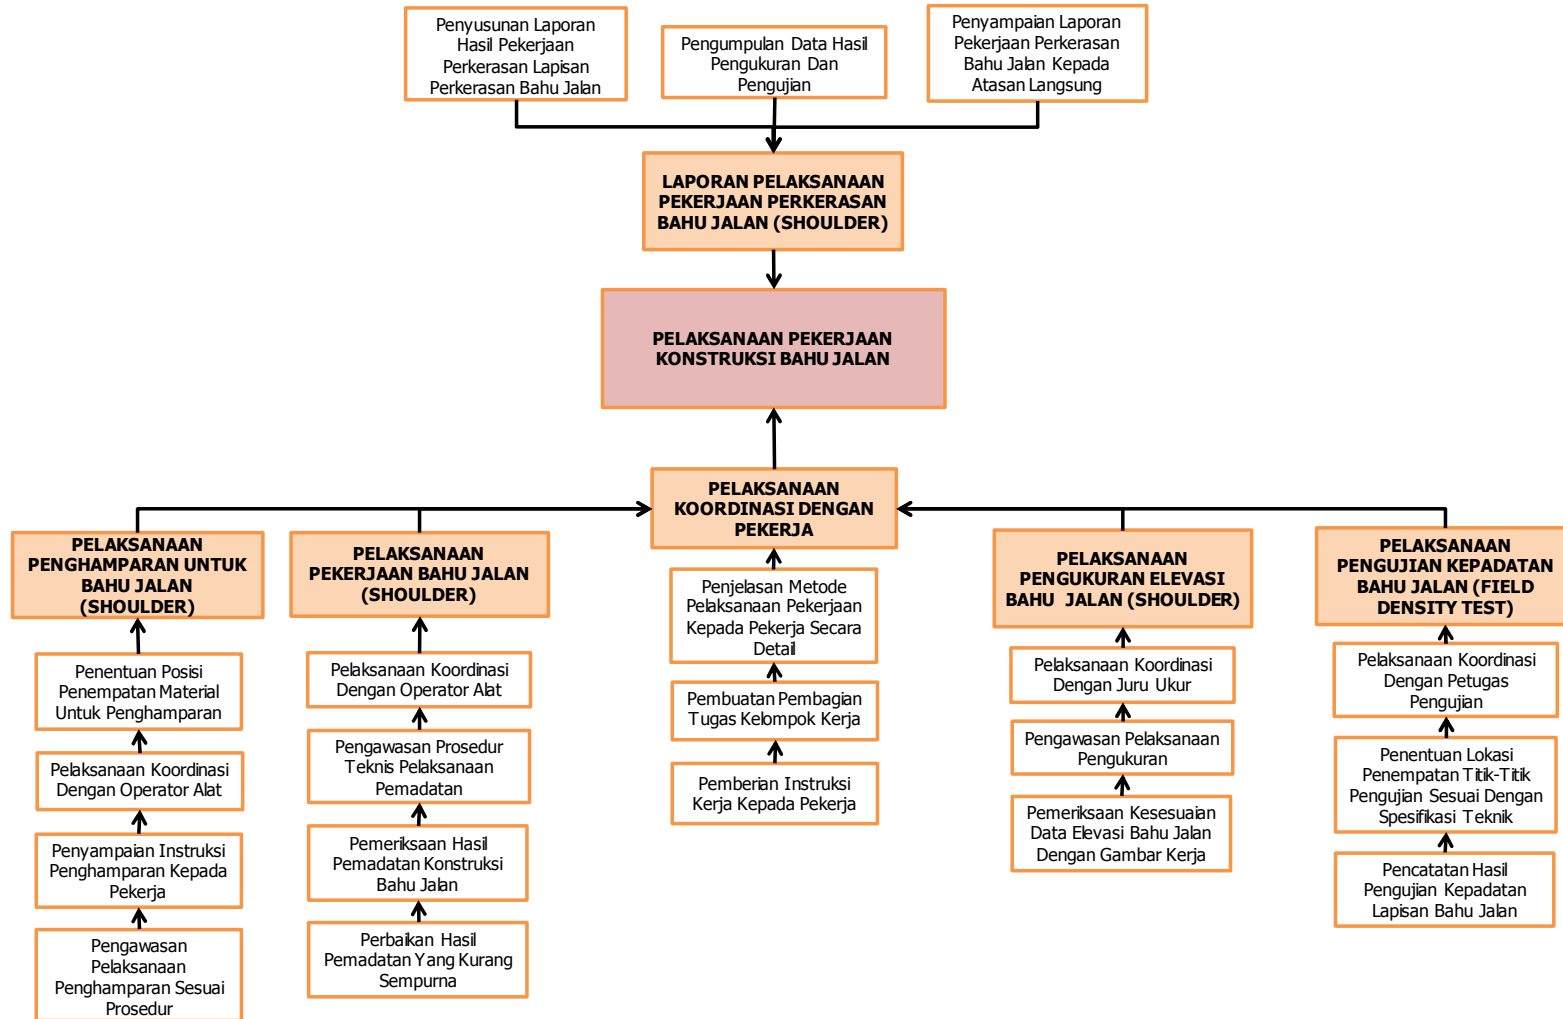 Penyusunan Laporan
Hasil Pekerjaan
Perkerasan Lapisan
Perkerasan Bahu Jalan
Pengumpulan Data Hasil
Pengukuran Dan
Pengujian
Penyampaian Laporan
Pekerjaan Perkerasan
Bahu Jalan Kepada
Atasan Langsung
LAPORAN PELAKSANAAN
PEKERJAAN PERKERASAN
BAHU JALAN (SHOULDER)
PELAKSANAAN PEKERJAAN
KONSTRUKSI BAHU JALAN
PELAKSANAAN
KOORDINASI DENGAN
PEKERJA
Penjelasan Metode
Pelaksanaan Pekerjaan
Kepada Pekerja Secara
Detail
Pembuatan Pembagian
Tugas Kelompok Kerja
Pemberian Instruksi
Kerja Kepada Pekerja
PELAKSANAAN
PENGHAMPARAN UNTUK
BAHU JALAN
(SHOULDER)
Penentuan Posisi
Penempatan Material
Untuk Penghamparan
Pelaksanaan Koordinasi
Dengan Operator Alat
Penyampaian Instruksi
Penghamparan Kepada
Pekerja
Pengawasan
Pelaksanaan
Penghamparan Sesuai
Prosedur
PELAKSANAAN
PEKERJAAN BAHU JALAN
(SHOULDER)
Pelaksanaan Koordinasi
Dengan Operator Alat
Pengawasan Prosedur
Teknis Pelaksanaan
Pemadatan
Pemeriksaan Hasil
Pemadatan Konstruksi
Bahu Jalan
Perbaikan Hasil
Pemadatan Yang Kurang
Sempurna
PELAKSANAAN
PENGUKURAN ELEVASI
BAHU JALAN (SHOULDER)
Pelaksanaan Koordinasi
Dengan Juru Ukur
Pengawasan Pelaksanaan
Pengukuran
Pemeriksaan Kesesuaian
Data Elevasi Bahu Jalan
Dengan Gambar Kerja
PELAKSANAAN
PENGUJIAN KEPADATAN
BAHU JALAN (FIELD
DENSITY TEST)
Pelaksanaan Koordinasi
Dengan Petugas
Pengujian
Penentuan Lokasi
Penempatan Titik-Titik
Pengujian Sesuai Dengan
Spesifikasi Teknik
Pencatatan Hasil
Pengujian Kepadatan
Lapisan Bahu Jalan